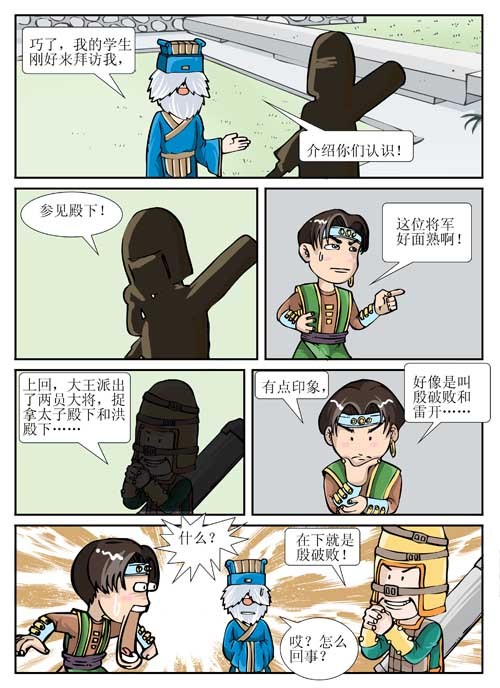 巧了，我的学生
刚好来拜访我，
介绍你们认识！
参见殿下！
这位将军
好面熟啊！
上回，大王派出
了两员大将，捉
拿太子殿下和洪
殿下……
有点印象，
好像是叫
殷破败和
雷开……
什么？
在下就是
殷破败！
哎？怎么
回事？